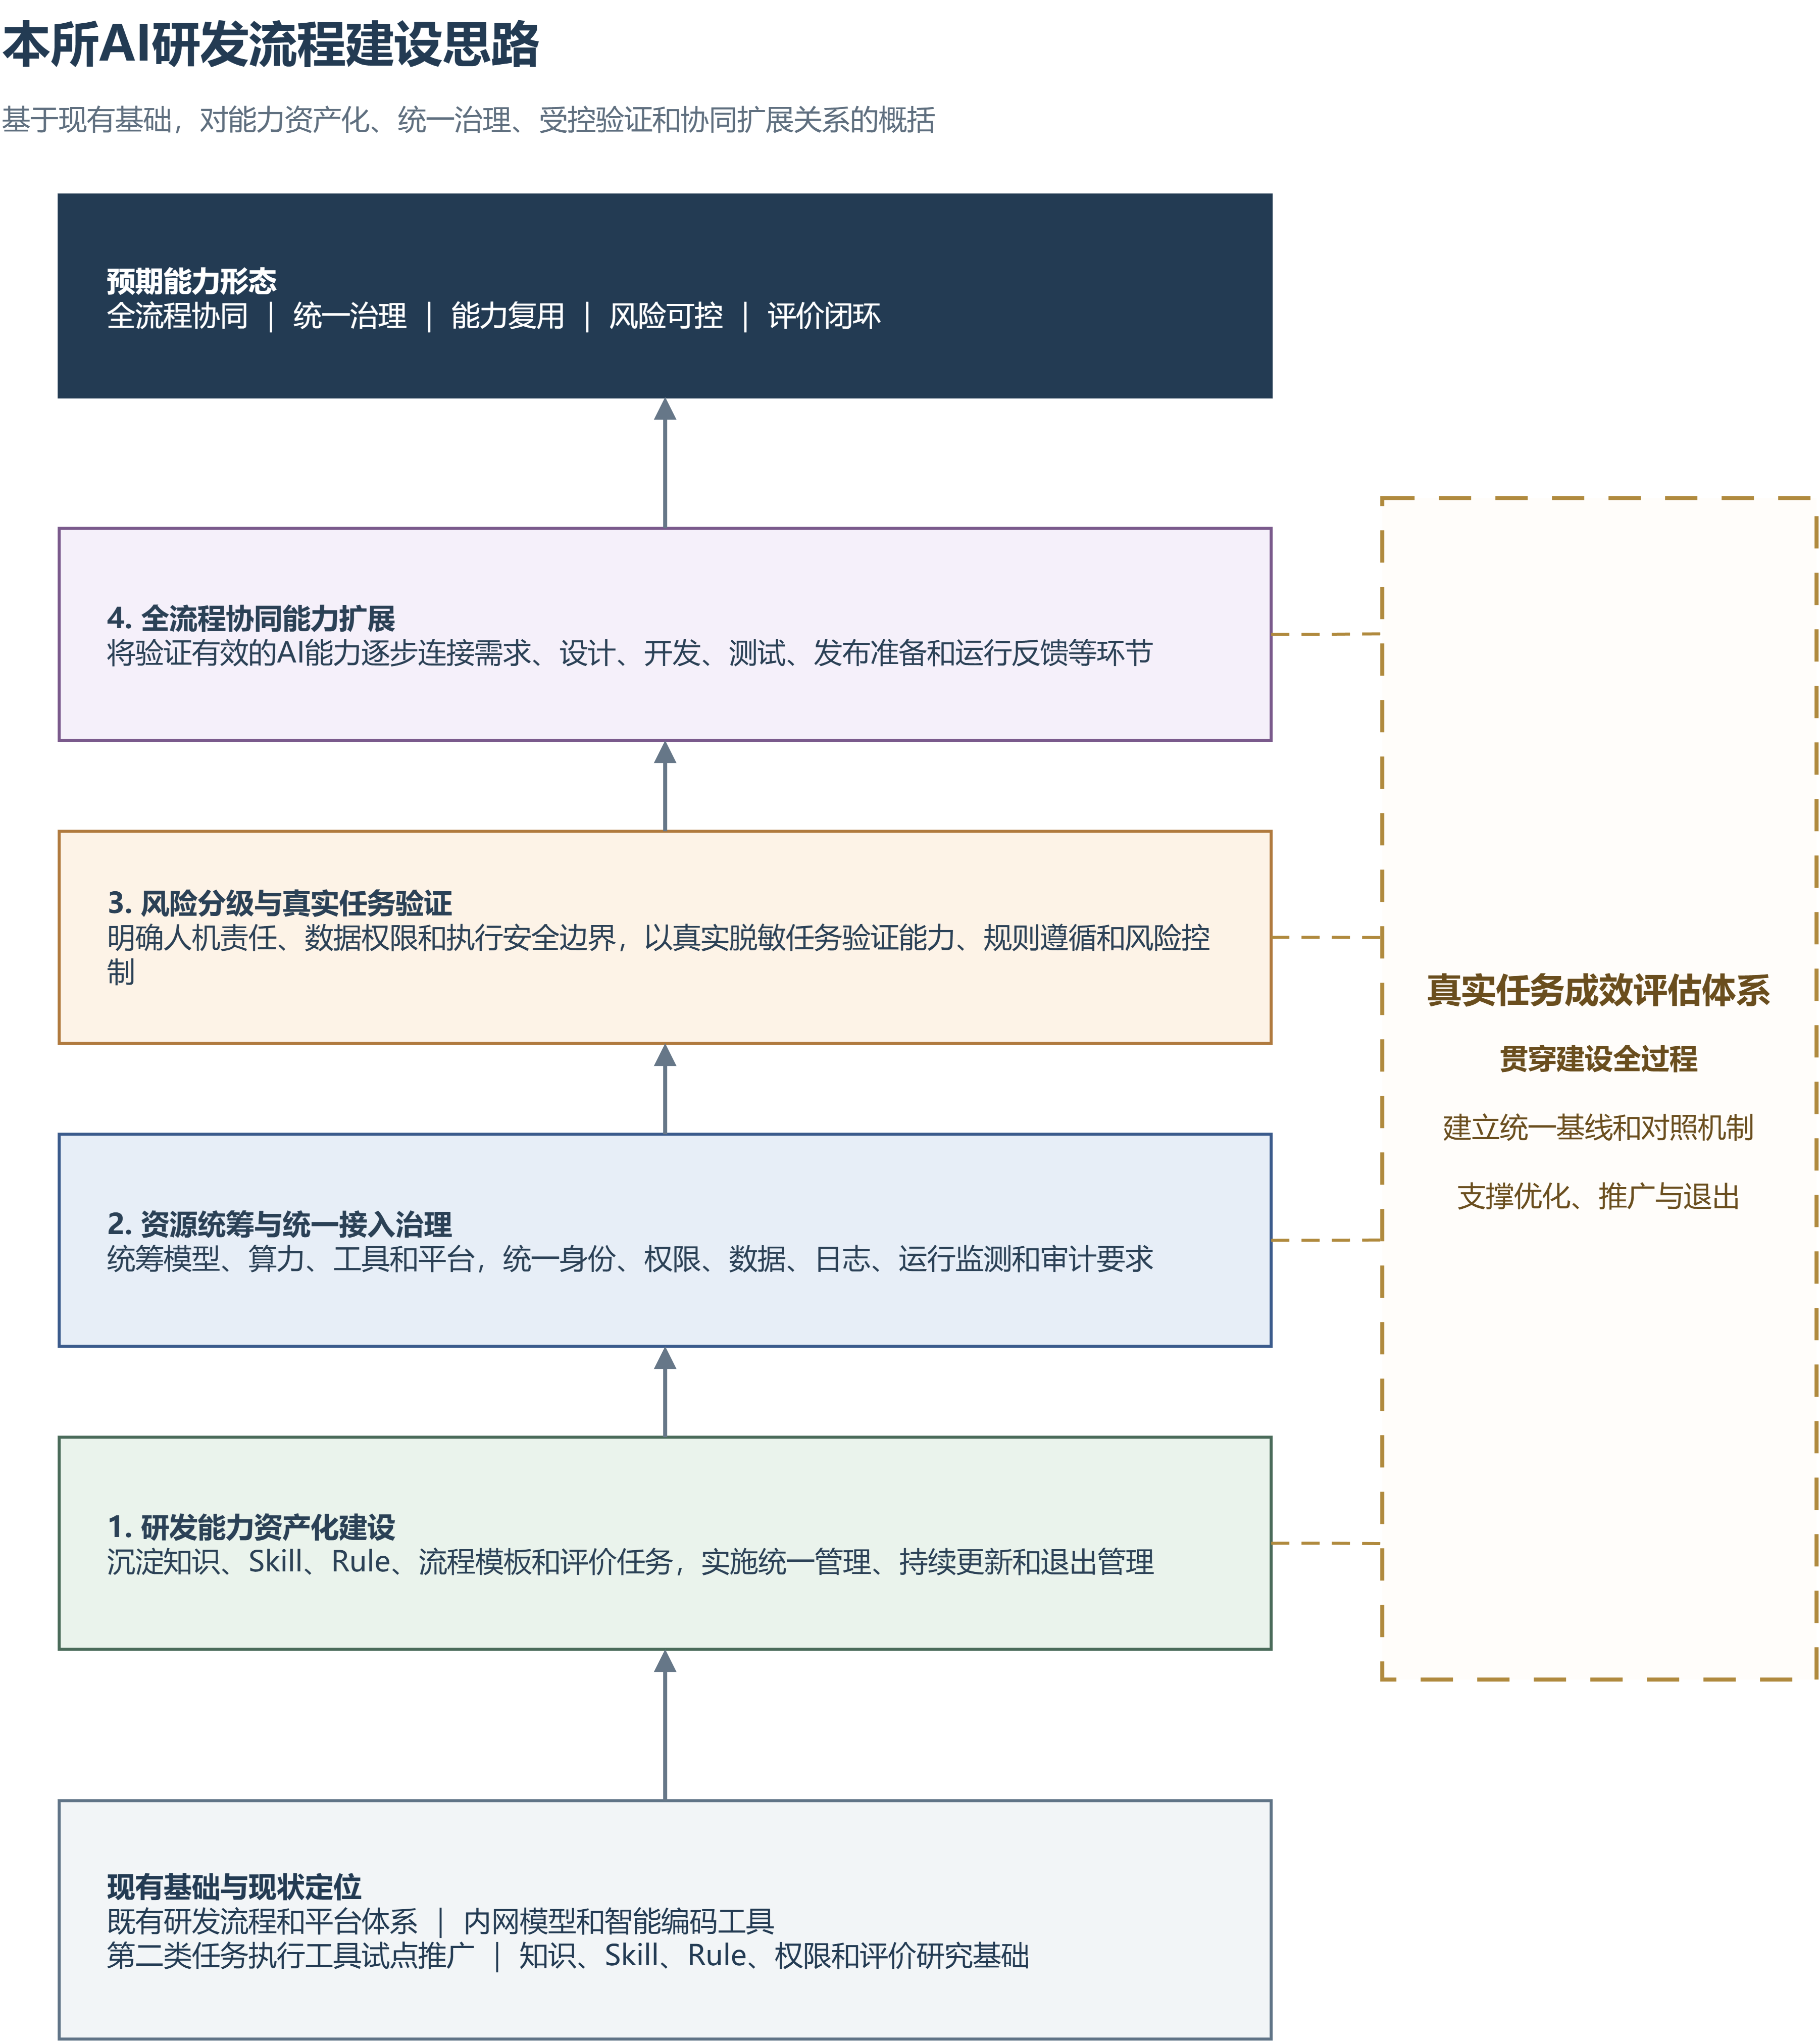 本所AI研发流程建设思路
基于现有基础，对能力资产化、统一治理、受控验证和协同扩展关系的概括
预期能力形态
全流程协同 ｜ 统一治理 ｜ 能力复用 ｜ 风险可控 ｜ 评价闭环
4. 全流程协同能力扩展
将验证有效的AI能力逐步连接需求、设计、开发、测试、发布准备和运行反馈等环节
3. 风险分级与真实任务验证
明确人机责任、数据权限和执行安全边界，以真实脱敏任务验证能力、规则遵循和风险控
制
2. 资源统筹与统一接入治理
统筹模型、算力、工具和平台，统一身份、权限、数据、日志、运行监测和审计要求
1. 研发能力资产化建设
沉淀知识、Skill、Rule、流程模板和评价任务，实施统一管理、持续更新和退出管理
现有基础与现状定位
既有研发流程和平台体系 ｜ 内网模型和智能编码工具
第二类任务执行工具试点推广 ｜ 知识、Skill、Rule、权限和评价研究基础
真实任务成效评估体系
贯穿建设全过程
建立统一基线和对照机制
支撑优化、推广与退出